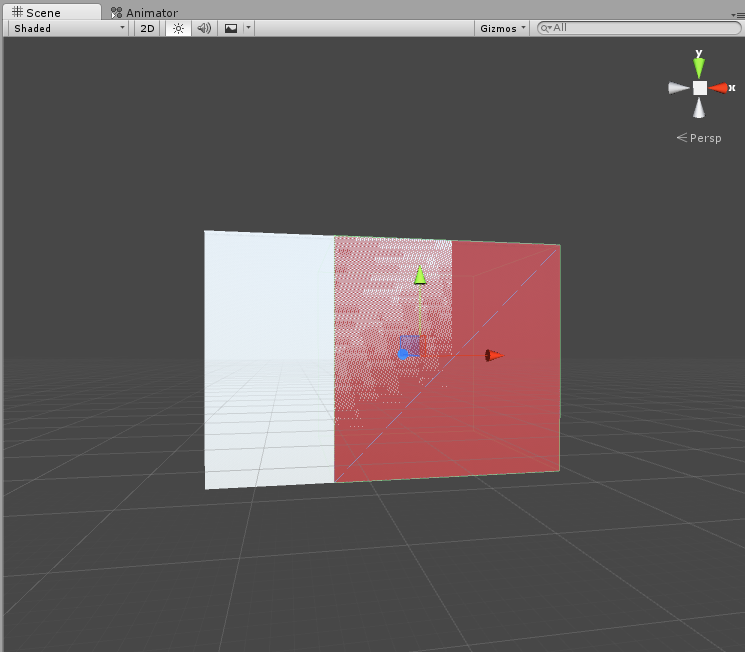 Scene
Animator
Shaded
2D
Gizmos
All
y
x
Persp